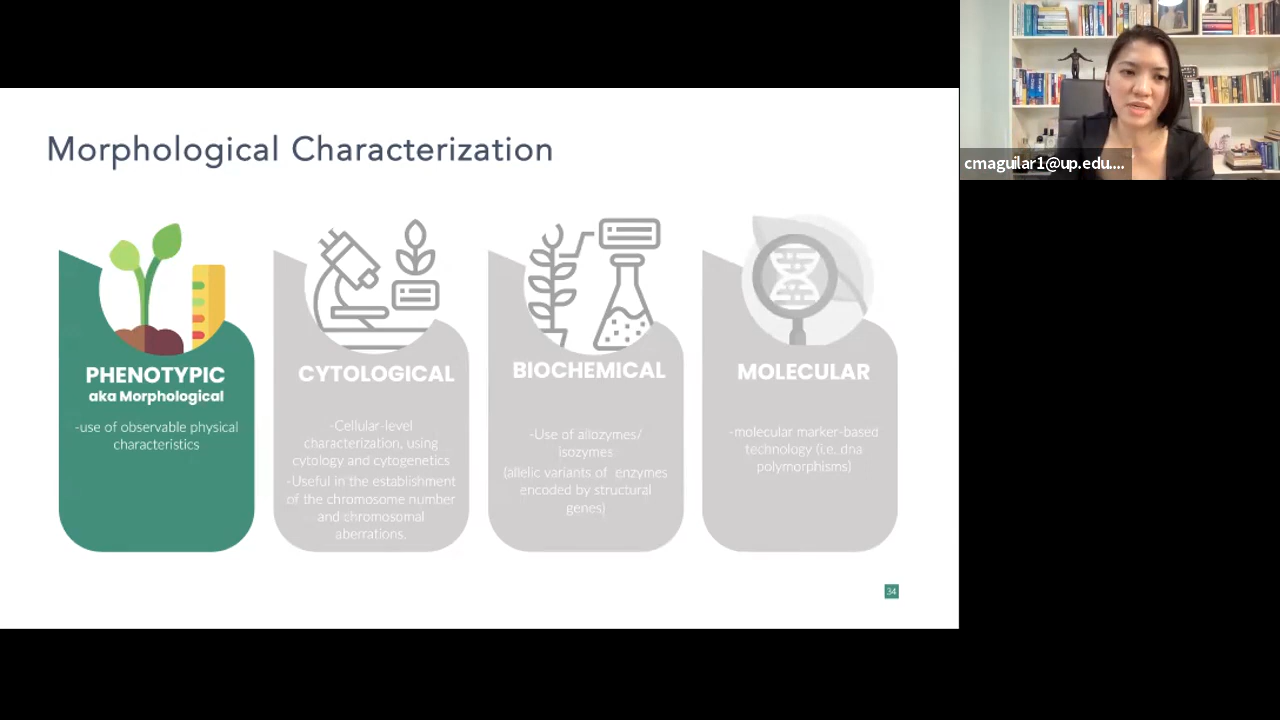 Morphological Characterization
PHENOTYPIC
aka Morphological
-use of observable physical
characteristics
CYTOLOGICAL
-Cellular-level
characterization, using
cytology and cytogenetics
-Useful in the establishment
of the chromosome number
and chromosomal
aberrations.
BIOCHEMICAL
-Use of allozymes/
isozymes
(allelic variants of enzymes
encoded by structural
genes)
MOLECULAR
-molecular marker-based
technology (i.e. dna
polymorphisms)
34
cmaguilar1@up.edu....